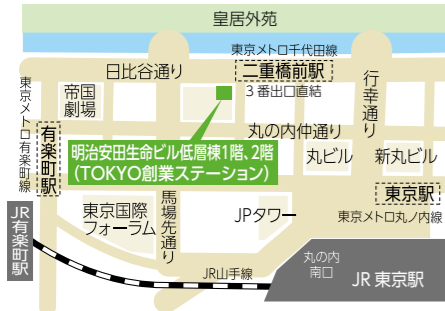 皇居外苑
東京メトロ千代田線
日比谷通り
二重橋前駅
3番出口直結
行幸通り
帝国
劇場
東京メトロ有楽町線
有楽町駅
丸の内仲通り
明治安田生命ビル低層棟1階、2階
(TOKYO創業ステーション)
丸ビル
新丸ビル
東京駅
東京メトロ丸ノ内線
馬場先通り
東京国際
フォーラム
JPタワー
JR有楽町駅
JR山手線
丸の内
南口
JR 東京駅